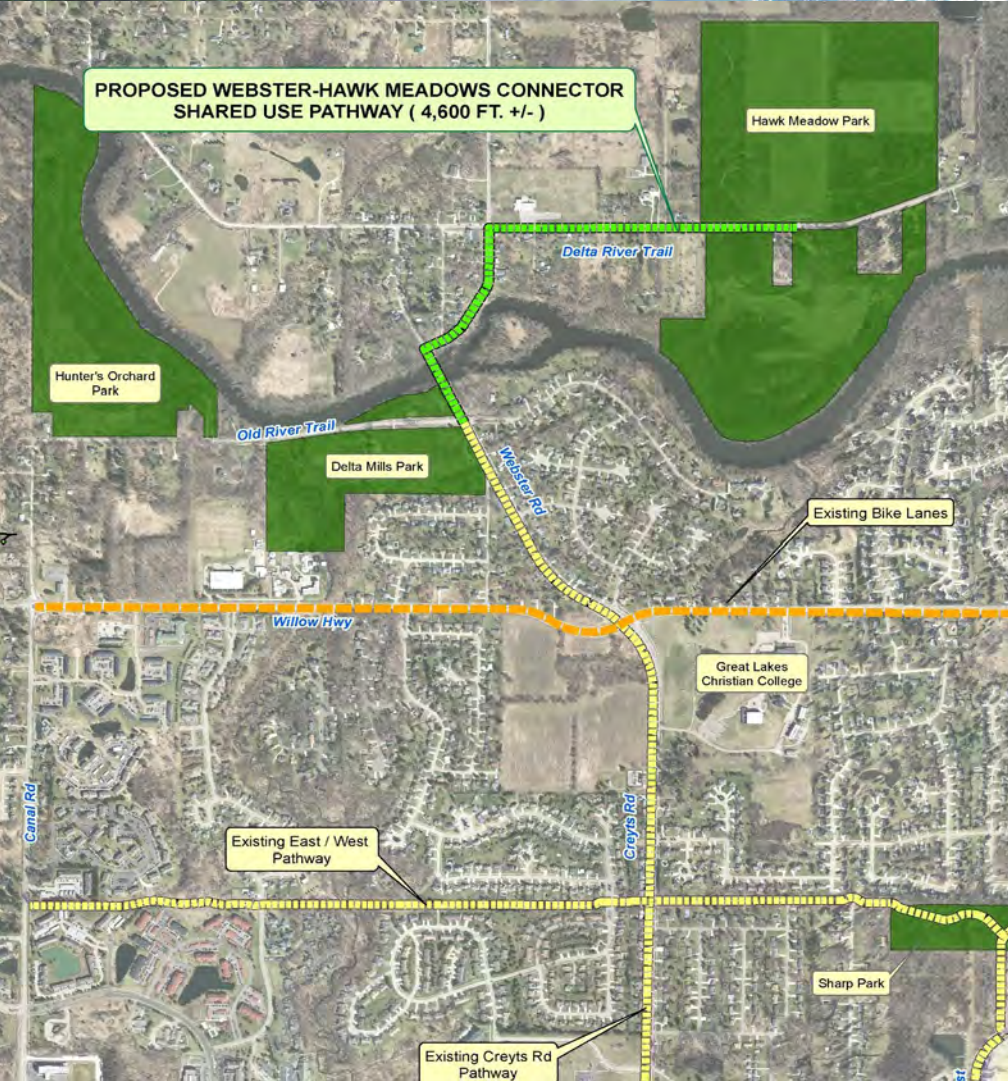 PROPOSED WEBSTER-HAWK MEADOWS CONNECTOR
SHARED USE PATHWAY ( 4,600 FT. +/- )
Hawk Meadow Park
Delta River Trail
Hunter's Orchard
Park
Old River Trail
Delta Mills Park
Webster Rd
Existing Bike Lanes
Willow Hwy
Great Lakes
Christian College
Canal Rd
Creyts Rd
Existing East / West
Pathway
Sharp Park
Existing Creyts Rd
Pathway